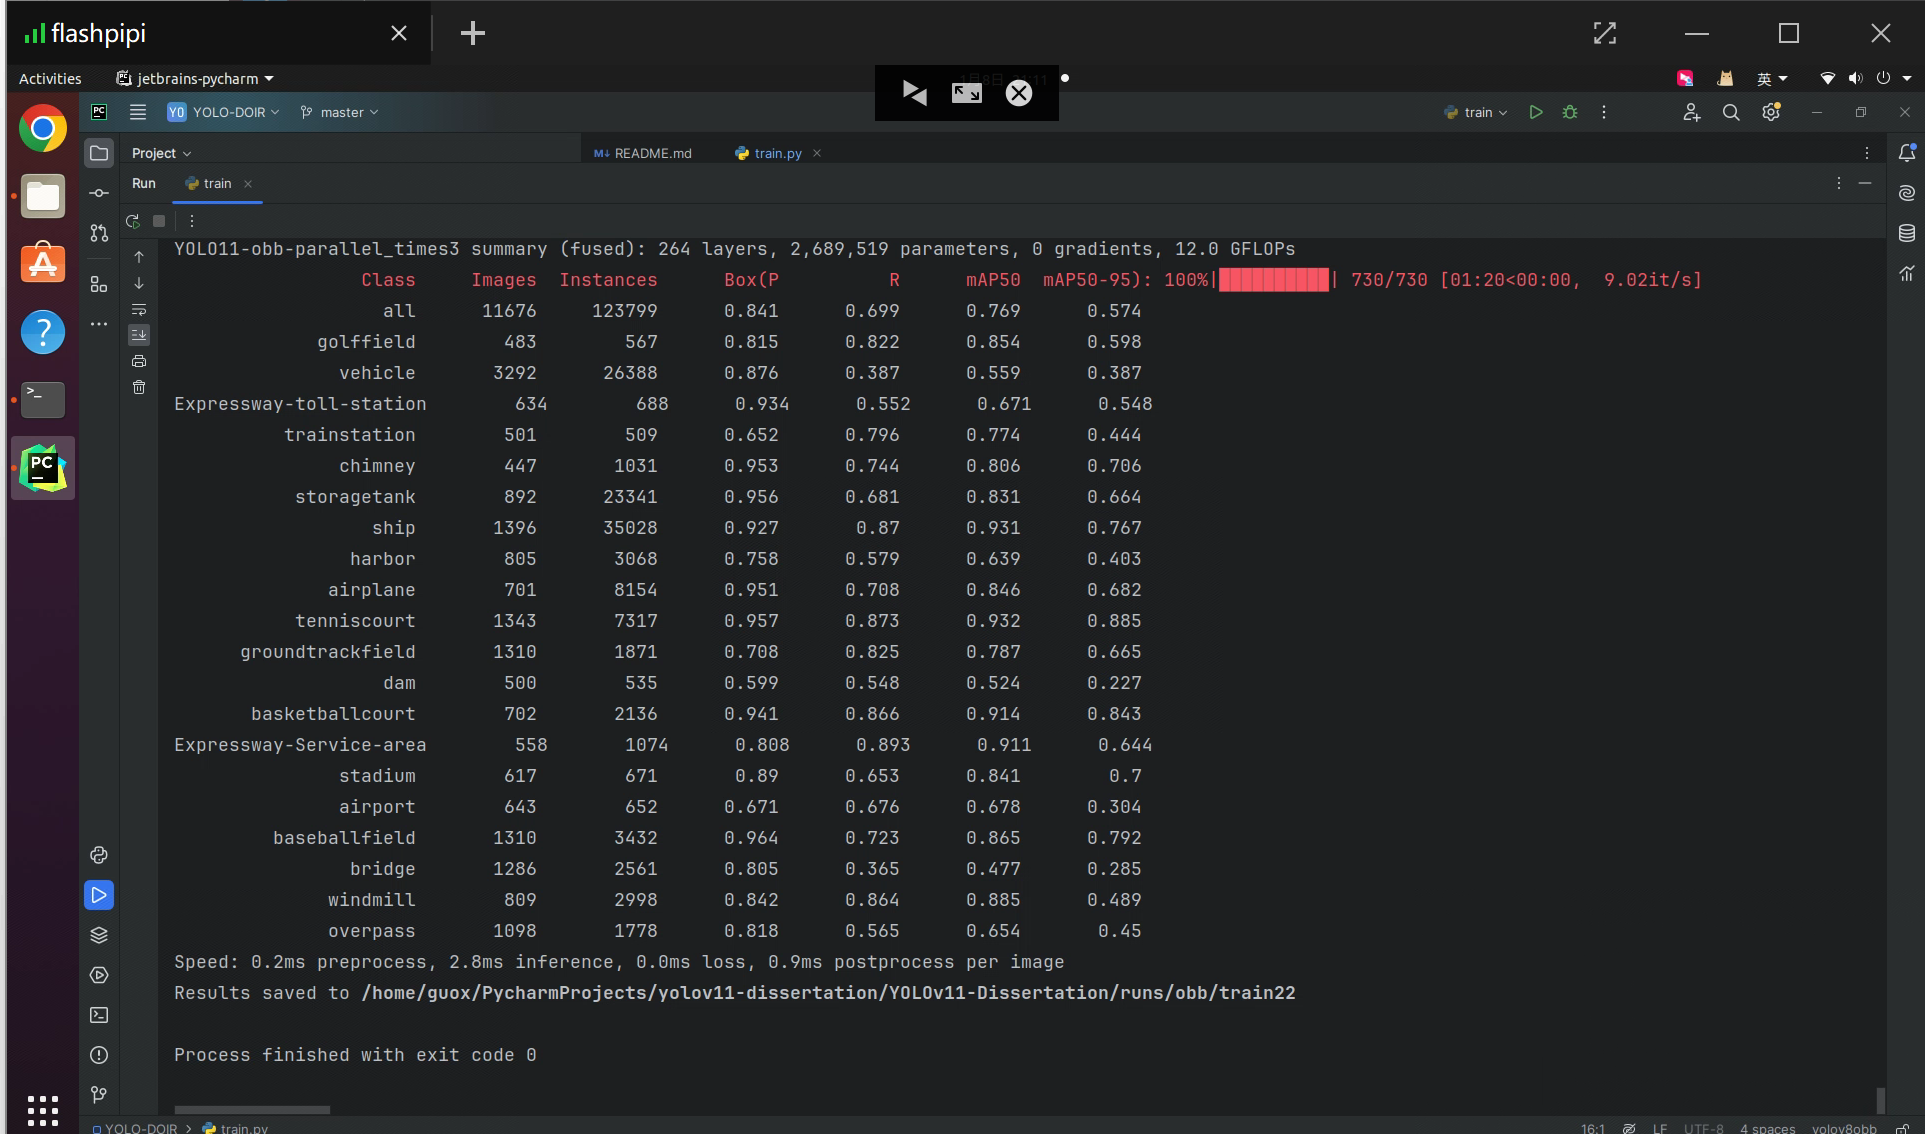 flashpipi
Activities jetbrains-pycharm 英
YO YOLO-DOIR master train
Project README.md train.py
Run train
YOLO11-obb-parallel_times3 summary (fused): 264 layers, 2,689,519 parameters, 0 gradients, 12.0 GFLOPs
Class Images Instances Box(P R mAP50 mAP50-95): 100%|██████████| 730/730 [01:20<00:00, 9.02it/s]
all 11676 123799 0.841 0.699 0.769 0.574
golffield 483 567 0.815 0.822 0.854 0.598
vehicle 3292 26388 0.876 0.387 0.559 0.387
Expressway-toll-station 634 688 0.934 0.552 0.671 0.548
trainstation 501 509 0.652 0.796 0.774 0.444
chimney 447 1031 0.953 0.744 0.806 0.706
storagetank 892 23341 0.956 0.681 0.831 0.664
ship 1396 35028 0.927 0.87 0.931 0.767
harbor 805 3068 0.758 0.579 0.639 0.403
airplane 701 8154 0.951 0.708 0.846 0.682
tenniscourt 1343 7317 0.957 0.873 0.932 0.885
groundtrackfield 1310 1871 0.708 0.825 0.787 0.665
dam 500 535 0.599 0.548 0.524 0.227
basketballcourt 702 2136 0.941 0.866 0.914 0.843
Expressway-Service-area 558 1074 0.808 0.893 0.911 0.644
stadium 617 671 0.89 0.653 0.841 0.7
airport 643 652 0.671 0.676 0.678 0.304
baseballfield 1310 3432 0.964 0.723 0.865 0.792
bridge 1286 2561 0.805 0.365 0.477 0.285
windmill 809 2998 0.842 0.864 0.885 0.489
overpass 1098 1778 0.818 0.565 0.654 0.45
Speed: 0.2ms preprocess, 2.8ms inference, 0.0ms loss, 0.9ms postprocess per image
Results saved to /home/guox/PycharmProjects/yolov11-dissertation/YOLOv11-Dissertation/runs/obb/train22
Process finished with exit code 0
YOLO-DOIR > train.py 16:1 LF UTF-8 4 spaces yolov8obb